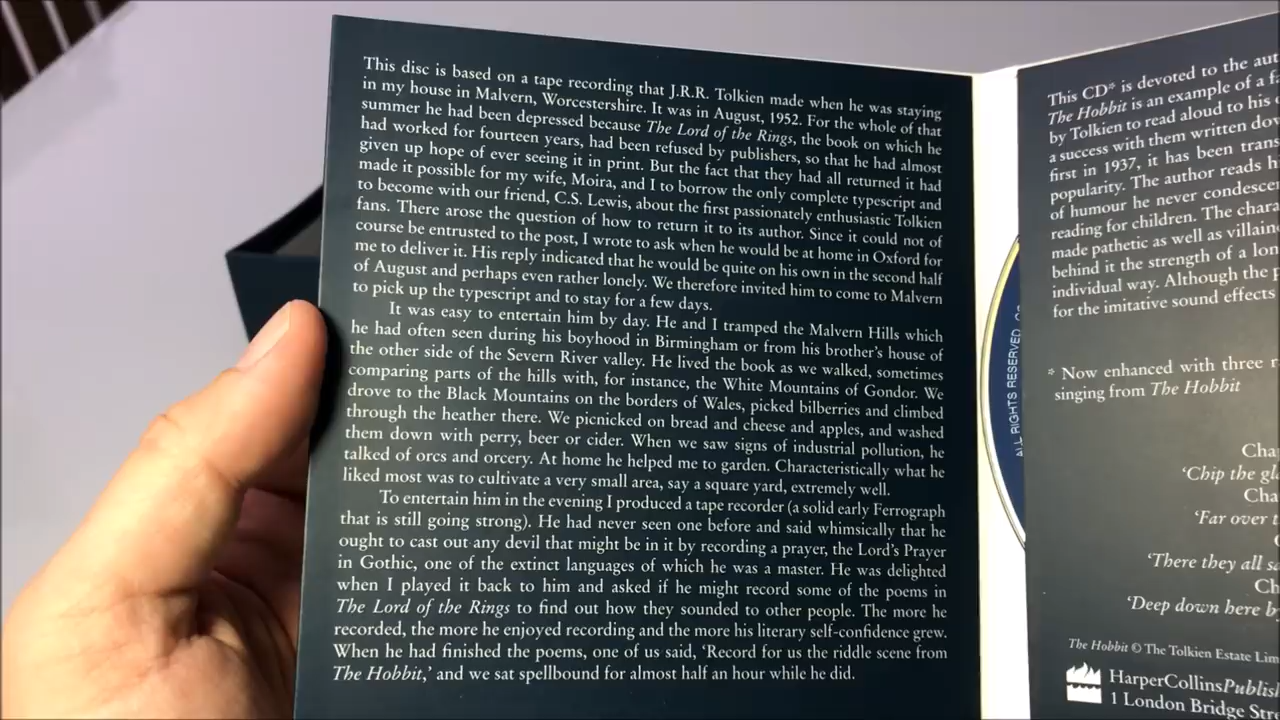 This disc is based on a tape recording that J.R.R. Tolkien made when he was staying
in my house in Malvern, Worcestershire. It was in August, 1952. For the whole of that
summer he had been depressed because The Lord of the Rings, the book on which he
had worked for fourteen years, had been refused by publishers, so that he had almost
given up hope of ever seeing it in print. But the fact that they had all returned it had
made it possible for my wife, Moira, and I to borrow the only complete typescript and
to become with our friend, C.S. Lewis, about the first passionately enthusiastic Tolkien
fans. There arose the question of how to return it to its author. Since it could not of
course be entrusted to the post, I wrote to ask when he would be at home in Oxford for
me to deliver it. His reply indicated that he would be quite on his own in the second half
of August and perhaps even rather lonely. We therefore invited him to come to Malvern
to pick up the typescript and to stay for a few days.
It was easy to entertain him by day. He and I tramped the Malvern Hills which
he had often seen during his boyhood in Birmingham or from his brother's house of
the other side of the Severn River valley. He lived the book as we walked, sometimes
comparing parts of the hills with, for instance, the White Mountains of Gondor. We
drove to the Black Mountains on the borders of Wales, picked bilberries and climbed
through the heather there. We picnicked on bread and cheese and apples, and washed
them down with perry, beer or cider. When we saw signs of industrial pollution, he
talked of orcs and orcery. At home he helped me to garden. Characteristically what he
liked most was to cultivate a very small area, say a square yard, extremely well.
To entertain him in the evening I produced a tape recorder (a solid early Ferrograph
that is still going strong). He had never seen one before and said whimsically that he
ought to cast out any devil that might be in it by recording a prayer, the Lord's Prayer
in Gothic, one of the extinct languages of which he was a master. He was delighted
when I played it back to him and asked if he might record some of the poems in
The Lord of the Rings to find out how they sounded to other people. The more he
recorded, the more he enjoyed recording and the more his literary self-confidence grew.
When he had finished the poems, one of us said, 'Record for us the riddle scene from
The Hobbit,' and we sat spellbound for almost half an hour while he did.
ALL RIGHTS RESERVED
This CD* is devoted to the
The Hobbit is an example of a
by Tolkien to read aloud to his
a success with them written
first in 1937, it has been
popularity. The author reads
of humour he never
reading for children. The
made pathetic as well as
behind it the strength of a
individual way. Although the
for the imitative sound effects
* Now enhanced with three
singing from The Hobbit
'Chip the
'Far over
'There they all
'Deep down here
The Hobbit © The Tolkien Estate
HarperCollins
1 London Bridge